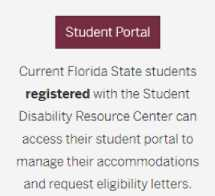 Student Portal
Current Florida State students
registered with the Student
Disability Resource Center can
access their student portal to
manage their accommodations
and request eligibility letters.